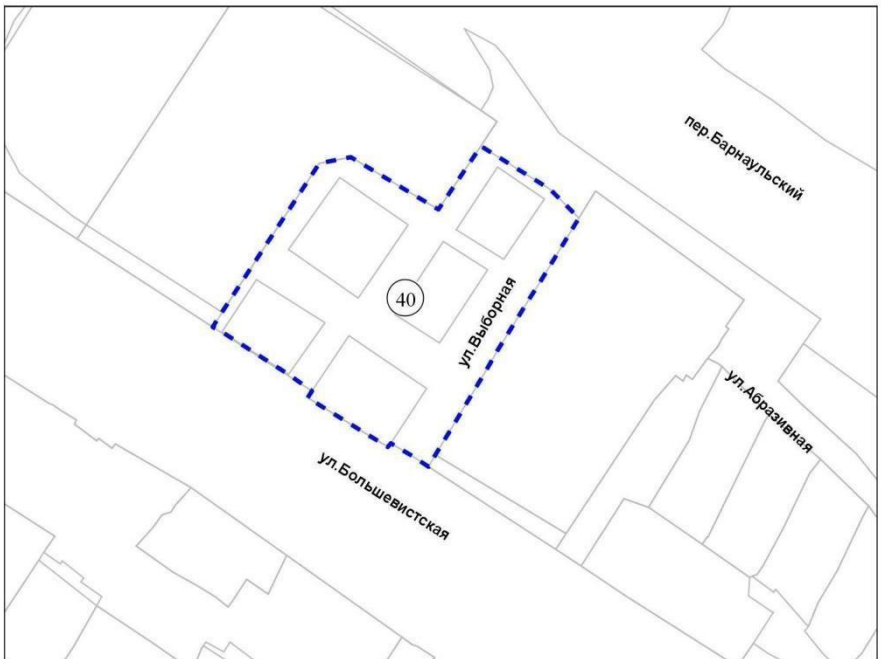 пер.Барнаульский
40
ул.Выборная
ул.Абразивная
ул.Большевистская